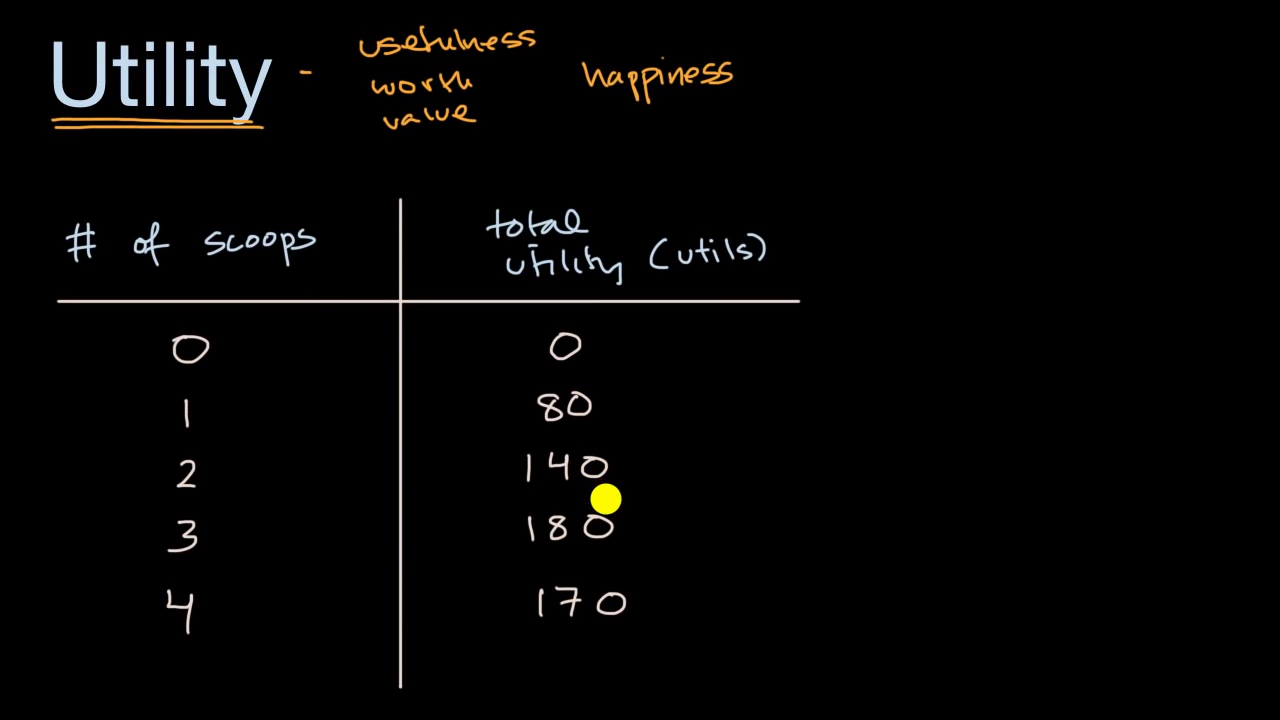 Utility - usefulness
worth
value
happiness
# of scoops
total
utility (utils)
0 0
1 80
2 140
3 180
4 170